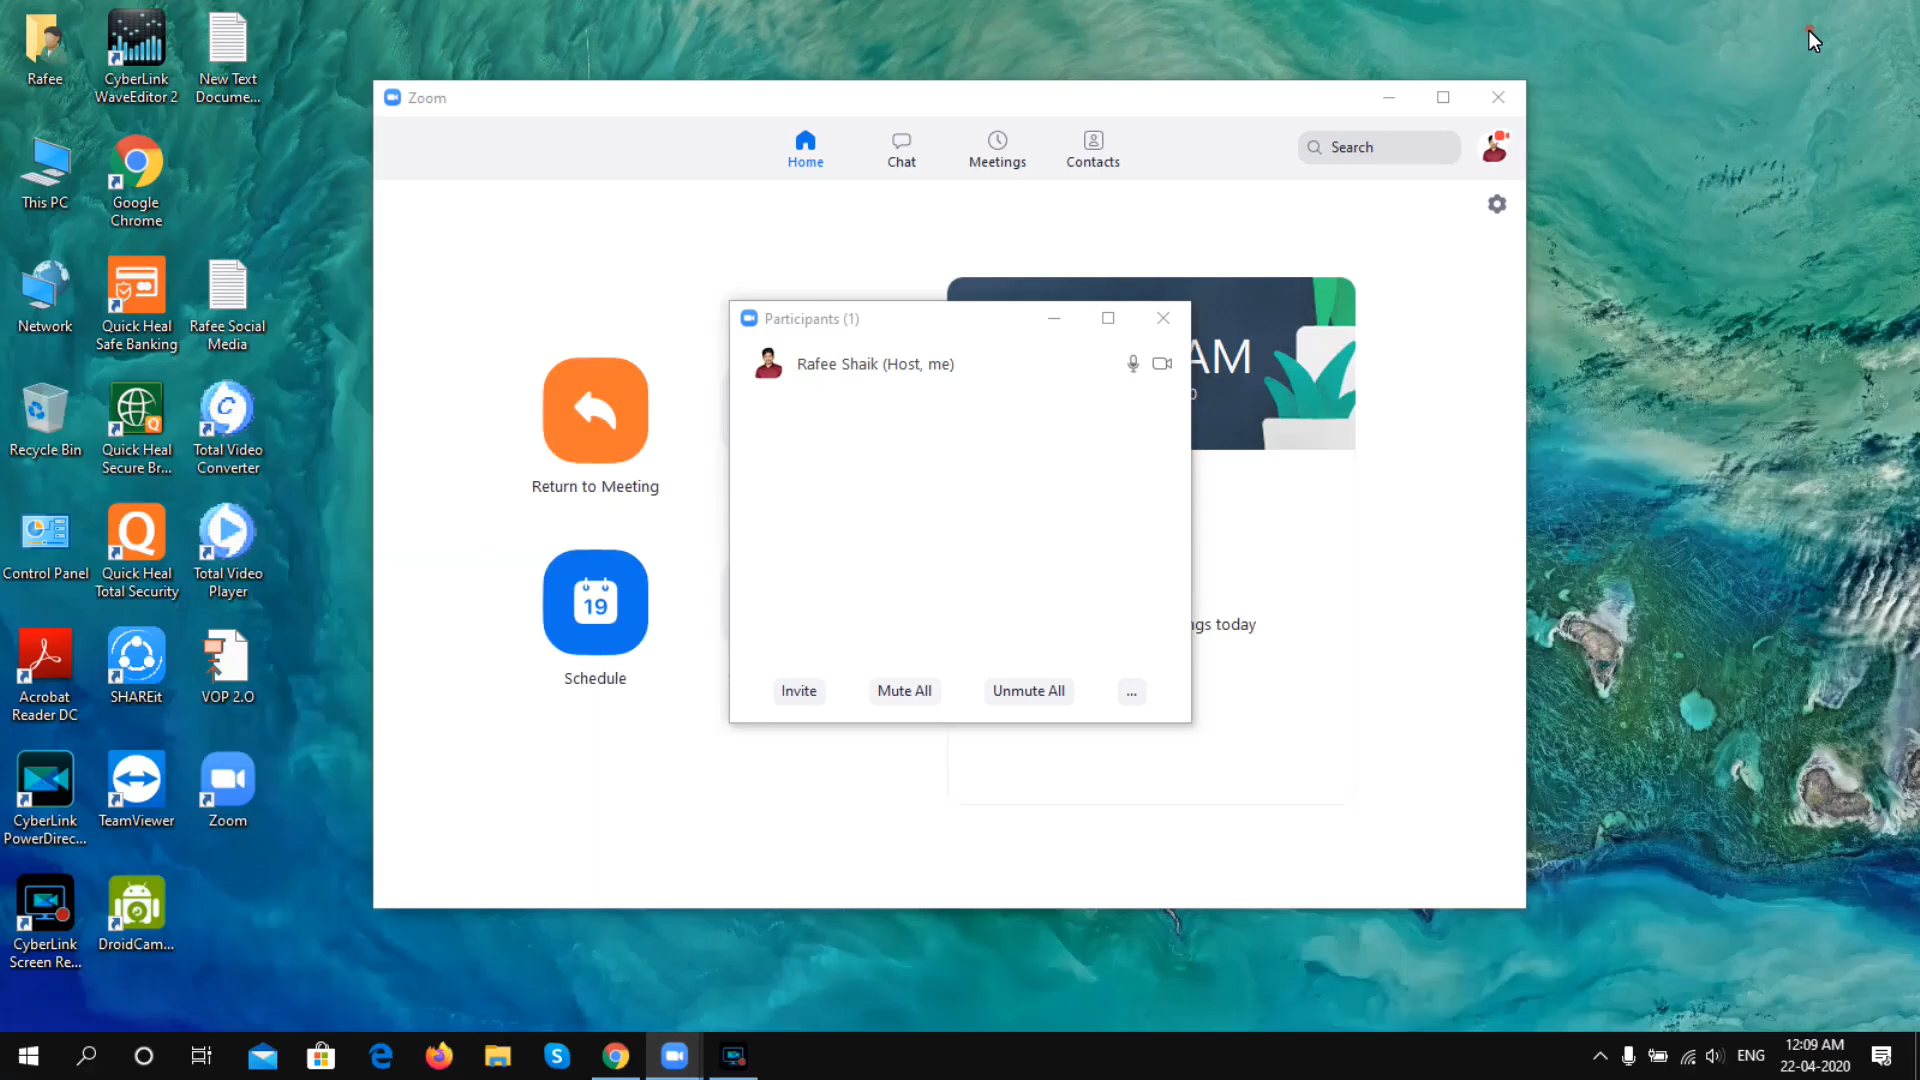 Rafee
CyberLink
WaveEditor 2
New Text
Docume...
This PC
Google
Chrome
Network
Quick Heal
Safe Banking
Rafee Social
Media
Recycle Bin
Quick Heal
Secure Br...
Total Video
Converter
Control Panel
Quick Heal
Total Security
Total Video
Player
Acrobat
Reader DC
SHAREit
VOP 2.O
CyberLink
PowerDirec...
TeamViewer
Zoom
CyberLink
Screen Re...
DroidCam...
Zoom
Home
Chat
Meetings
Contacts
Search
Return to Meeting
19
Schedule
Participants (1)
Rafee Shaik (Host, me)
Invite
Mute All
Unmute All
...
AM
ngs today
ENG
12:09 AM
22-04-2020